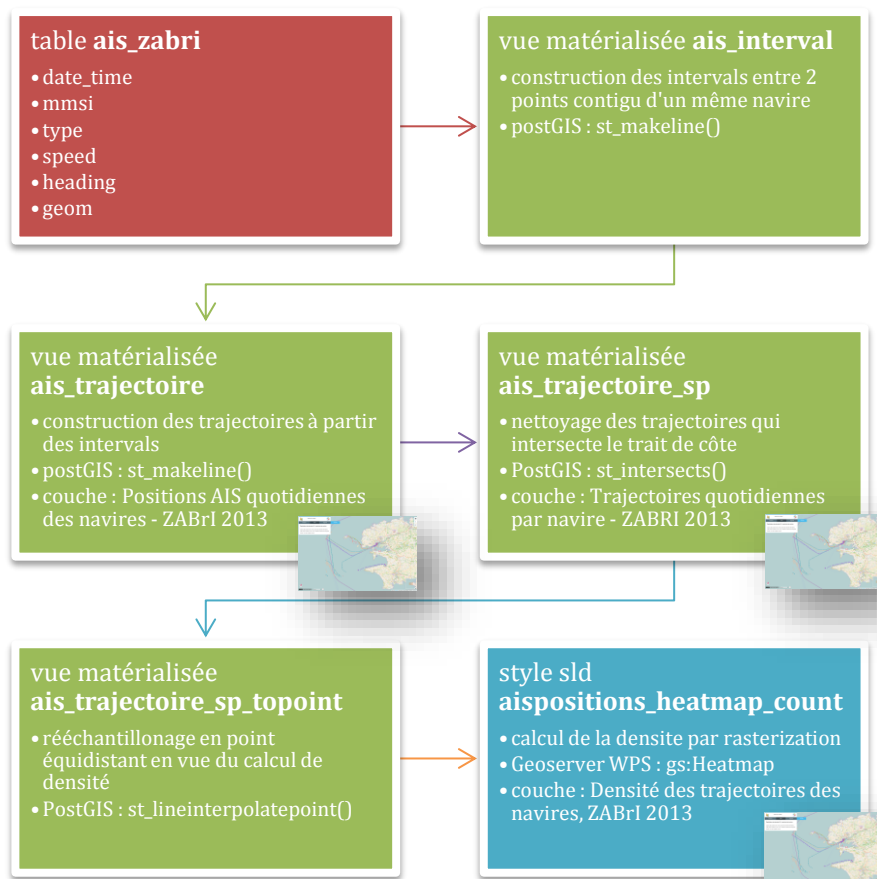 table ais_zabri
•date_time
•mmsi
•type
•speed
•heading
•geom
vue matérialisée ais_interval
•construction des intervals entre 2
points contigu d'un même navire
•postGIS : st_makeline()
vue matérialisée
ais_trajectoire
•construction des trajectoires à partir
des intervals
•postGIS : st_makeline()
•couche : Positions AIS quotidiennes
des navires - ZABrI 2013
vue matérialisée
ais_trajectoire_sp
•nettoyage des trajectoires qui
intersecte le trait de côte
•PostGIS : st_intersects()
•couche : Trajectoires quotidiennes
par navire - ZABRI 2013
vue matérialisée
ais_trajectoire_sp_topoint
•rééchantillonage en point
équidistant en vue du calcul de
densité
•PostGIS : st_lineinterpolatepoint()
style sld
aispositions_heatmap_count
•calcul de la densite par rasterization
•Geoserver WPS : gs:Heatmap
•couche : Densité des trajectoires des
navires, ZABrI 2013